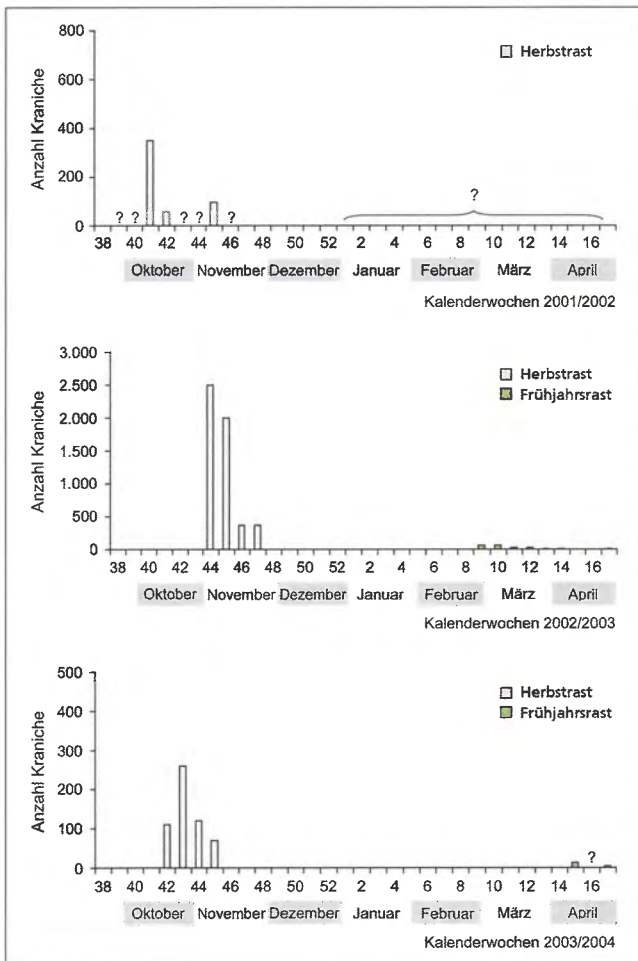 800
600
400
200
0
Anzahl Kraniche
Herbstrast
? ? ? ? ? ?
38 40 42 44 46 48 50 52 2 4 6 8 10 12 14 16
Oktober November Dezember Januar Februar März April
Kalenderwochen 2001/2002
3.000
2.500
2.000
1.500
1.000
500
0
Anzahl Kraniche
Herbstrast
Frühjahrsrast
38 40 42 44 46 48 50 52 2 4 6 8 10 12 14 16
Oktober November Dezember Januar Februar März April
Kalenderwochen 2002/2003
500
400
300
200
100
0
Anzahl Kraniche
Herbstrast
Frühjahrsrast
?
38 40 42 44 46 48 50 52 2 4 6 8 10 12 14 16
Oktober November Dezember Januar Februar März April
Kalenderwochen 2003/2004